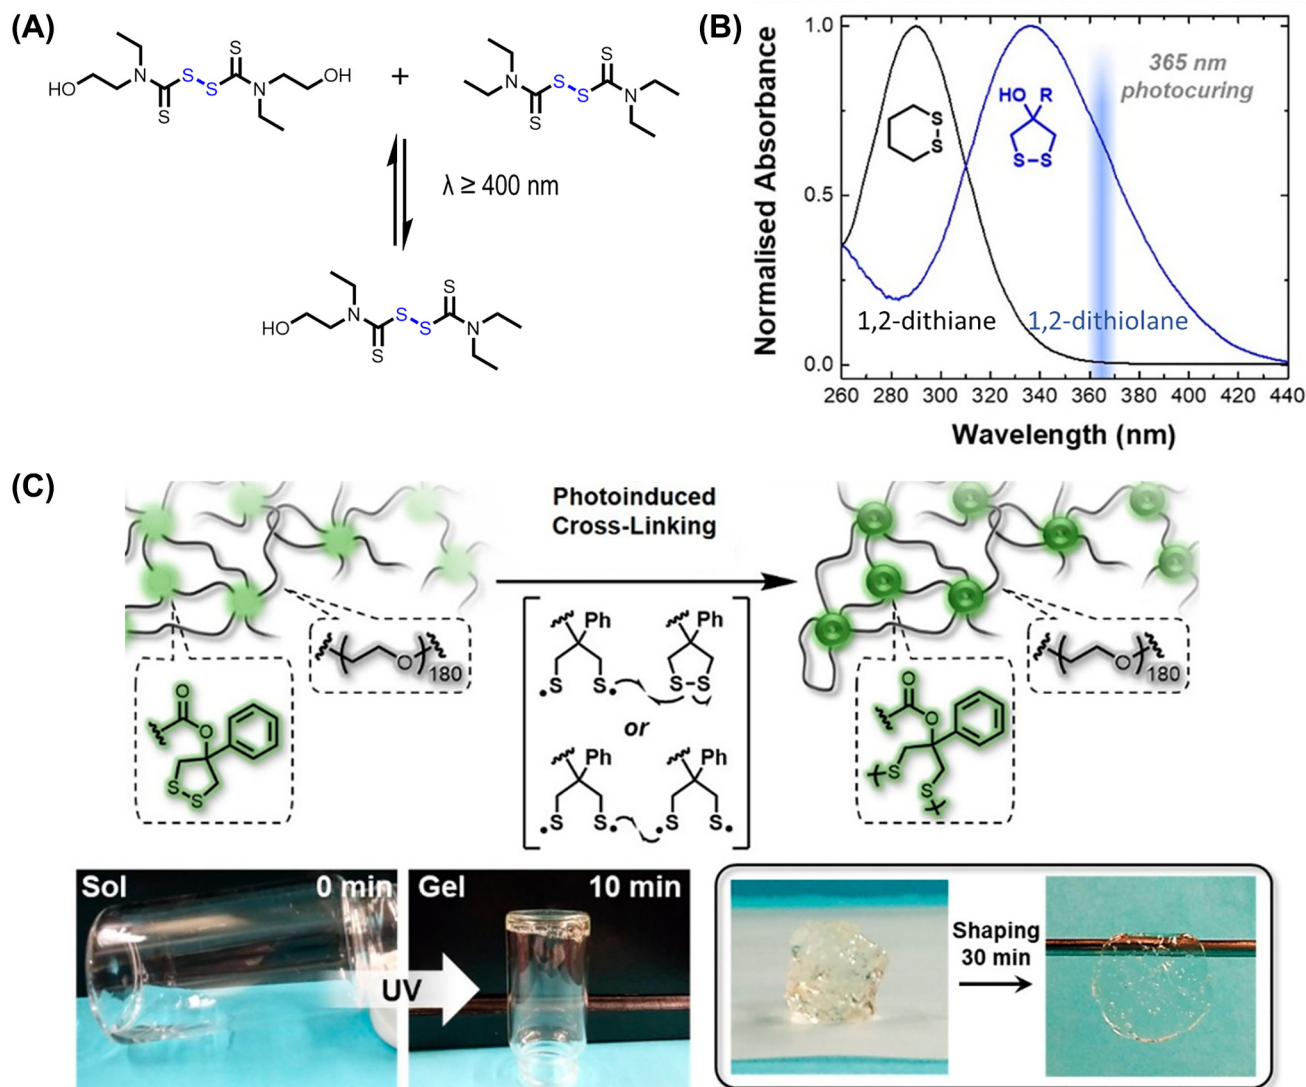 (A)
HO
N
S
S
S
S
N
OH
+
N
S
S
S
S
N
λ ≥ 400 nm
HO
N
S
S
S
S
N
(B)
Normalised Absorbance
1.0
0.5
0.0
365 nm
photocuring
HO R
S
S
S-S
1,2-dithiane
1,2-dithiolane
260 280 300 320 340 360 380 400 420 440
Wavelength (nm)
(C)
Photoinduced
Cross-Linking
O
180
O
O
S
S
Ph
S
S
Ph
S-S
or
Ph
S
S
Ph
S
S
O
180
O
O
S
S
Sol
0 min
UV
Gel
10 min
Shaping
30 min